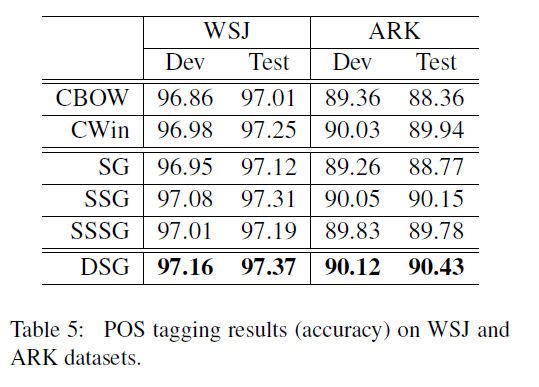 WSJ ARK
Dev Test Dev Test
CBOW 96.86 97.01 89.36 88.36
CWin 96.98 97.25 90.03 89.94
SG 96.95 97.12 89.26 88.77
SSG 97.08 97.31 90.05 90.15
SSSG 97.01 97.19 89.83 89.78
DSG 97.16 97.37 90.12 90.43
Table 5: POS tagging results (accuracy) on WSJ and
ARK datasets.